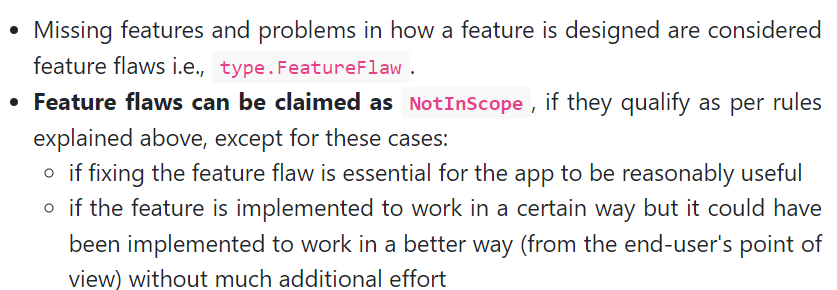 • Missing features and problems in how a feature is designed are considered
feature flaws i.e., type.FeatureFlaw .
• Feature flaws can be claimed as NotInScope , if they qualify as per rules
explained above, except for these cases:
◦ if fixing the feature flaw is essential for the app to be reasonably useful
◦ if the feature is implemented to work in a certain way but it could have
been implemented to work in a better way (from the end-user's point of
view) without much additional effort